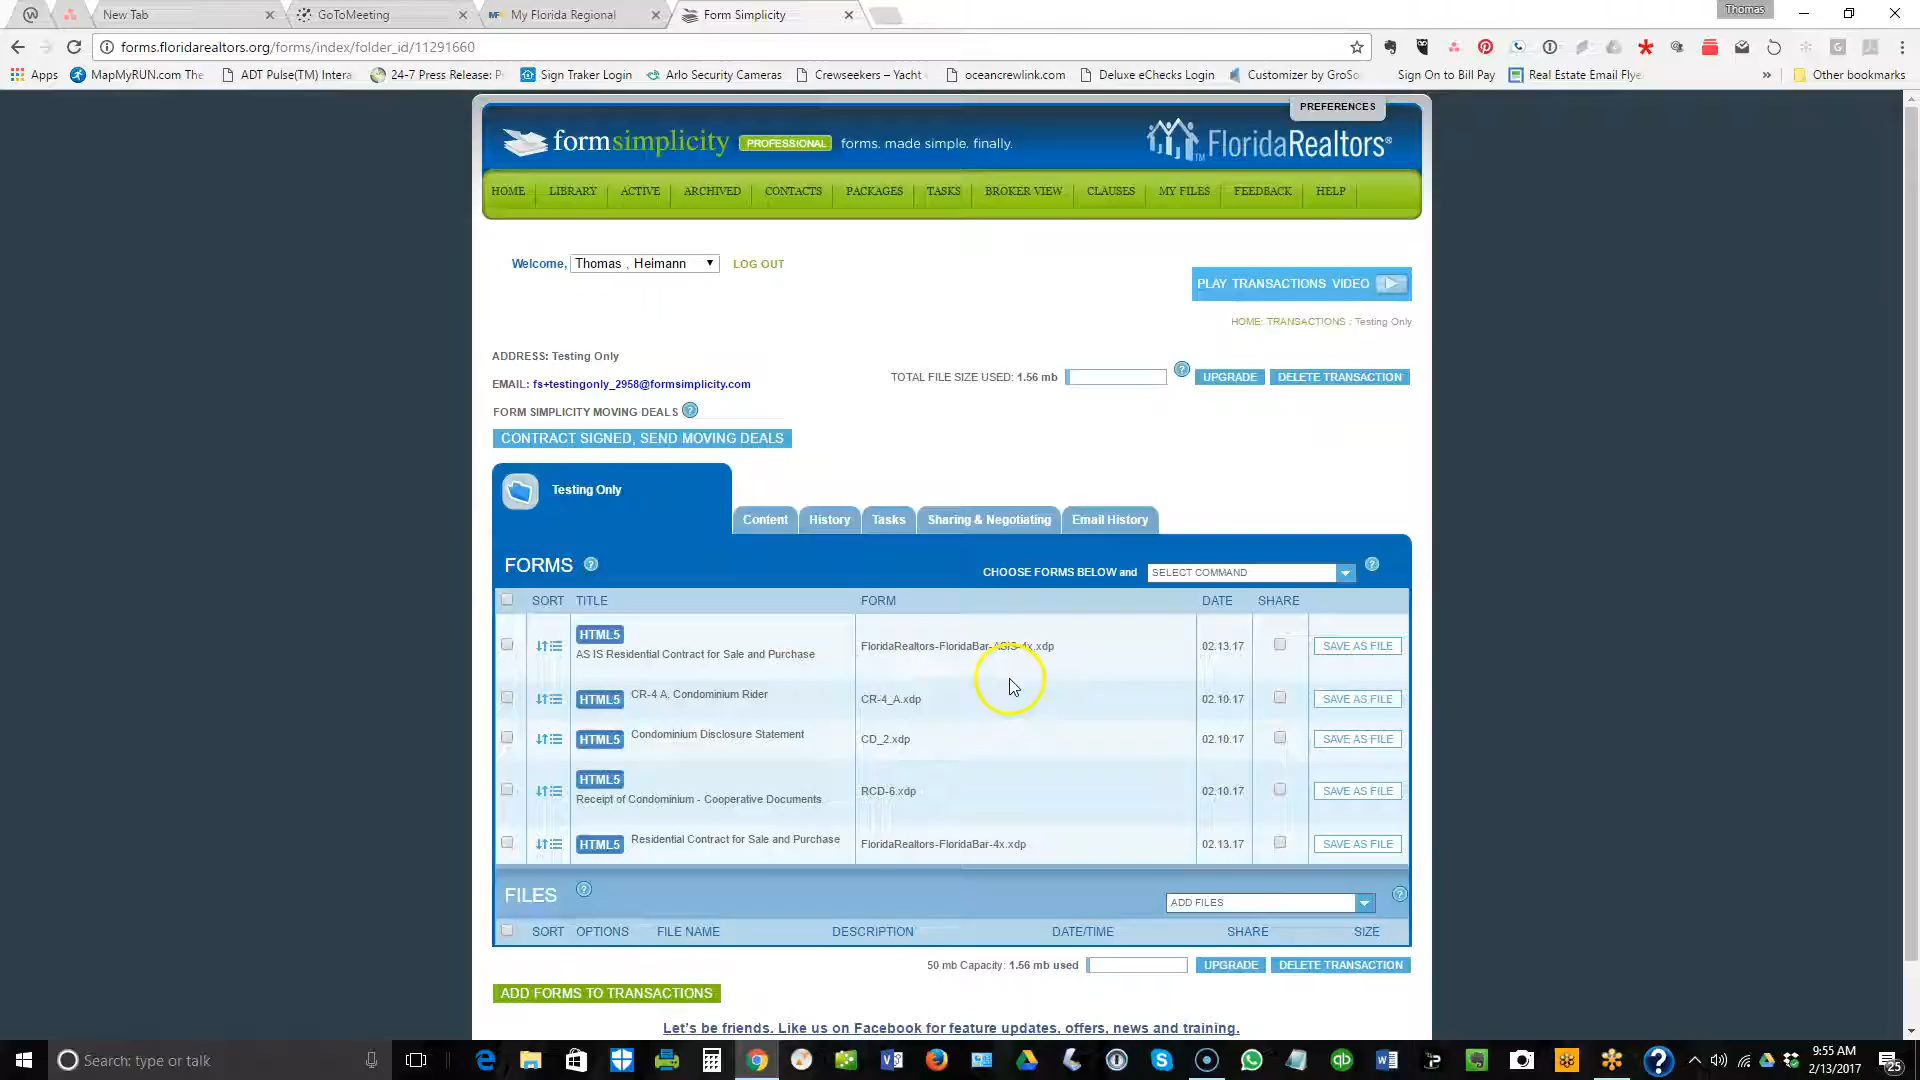 New Tab
GoToMeeting
My Florida Regional
Form Simplicity
Thomas
forms.floridarealtors.org/forms/index/folder_id/11291660
Apps
MapMyRUN.com The
ADT Pulse(TM) Intera
24-7 Press Release: P
Sign Traker Login
Arlo Security Cameras
Crewseekers – Yacht
oceancrewlink.com
Deluxe eChecks Login
Customizer by GroSo
Sign On to Bill Pay
Real Estate Email Flye
»
Other bookmarks
PREFERENCES
formsimplicity PROFESSIONAL forms. made simple. finally.
FloridaRealtors®
HOME LIBRARY ACTIVE ARCHIVED CONTACTS PACKAGES TASKS BROKER VIEW CLAUSES MY FILES FEEDBACK HELP
Welcome, Thomas , Heimann LOG OUT
PLAY TRANSACTIONS VIDEO
HOME: TRANSACTIONS : Testing Only
ADDRESS: Testing Only
EMAIL: fs+testingonly_2958@formsimplicity.com
TOTAL FILE SIZE USED: 1.56 mb ? UPGRADE DELETE TRANSACTION
FORM SIMPLICITY MOVING DEALS ?
CONTRACT SIGNED, SEND MOVING DEALS
Testing Only
Content History Tasks Sharing & Negotiating Email History
FORMS ? CHOOSE FORMS BELOW and SELECT COMMAND ?
SORT TITLE FORM DATE SHARE
HTML5
AS IS Residential Contract for Sale and Purchase FloridaRealtors-FloridaBar-ASIS-4x.xdp 02.13.17 SAVE AS FILE
HTML5 CR-4 A. Condominium Rider CR-4_A.xdp 02.10.17 SAVE AS FILE
HTML5 Condominium Disclosure Statement CD_2.xdp 02.10.17 SAVE AS FILE
HTML5
Receipt of Condominium - Cooperative Documents RCD-6.xdp 02.10.17 SAVE AS FILE
HTML5 Residential Contract for Sale and Purchase FloridaRealtors-FloridaBar-4x.xdp 02.13.17 SAVE AS FILE
FILES ? ADD FILES ?
SORT OPTIONS FILE NAME DESCRIPTION DATE/TIME SHARE SIZE
50 mb Capacity: 1.56 mb used UPGRADE DELETE TRANSACTION
ADD FORMS TO TRANSACTIONS
Let's be friends. Like us on Facebook for feature updates, offers, news and training.
Search: type or talk
9:55 AM
2/13/2017
25